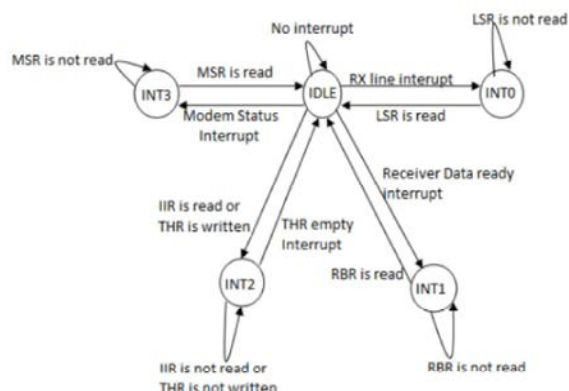 LSR is not read
No interrupt
MSR is not read
MSR is read
IDLE
RX line interupt
INT3
INT0
Modem Status
Interrupt
LSR is read
Receiver Data ready
interrupt
IIR is read or
THR is written
THR empty
Interrupt
RBR is read
INT2
INT1
IIR is not read or
THR is not written
RBR is not read